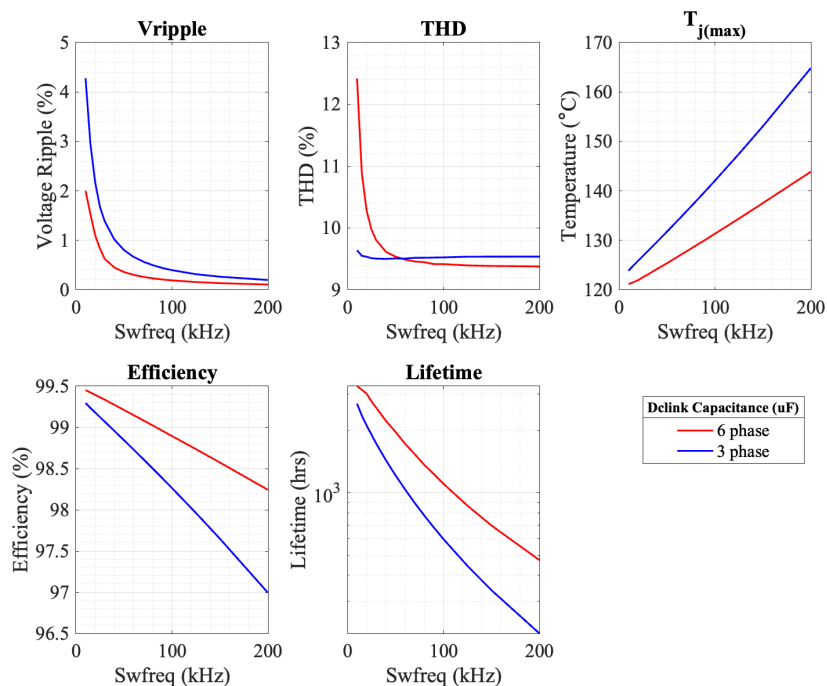 Vripple
Voltage Ripple (%)
5
4
3
2
1
0
0 100 200
Swfreq (kHz)
THD
THD (%)
13
12
11
10
9
0 100 200
Swfreq (kHz)
Tj(max)
Temperature (°C)
170
160
150
140
130
120
0 100 200
Swfreq (kHz)
Efficiency
Efficiency (%)
99.5
99
98.5
98
97.5
97
96.5
0 100 200
Swfreq (kHz)
Lifetime
Lifetime (hrs)
10³
0 100 200
Swfreq (kHz)
Dclink Capacitance (uF)
6 phase
3 phase